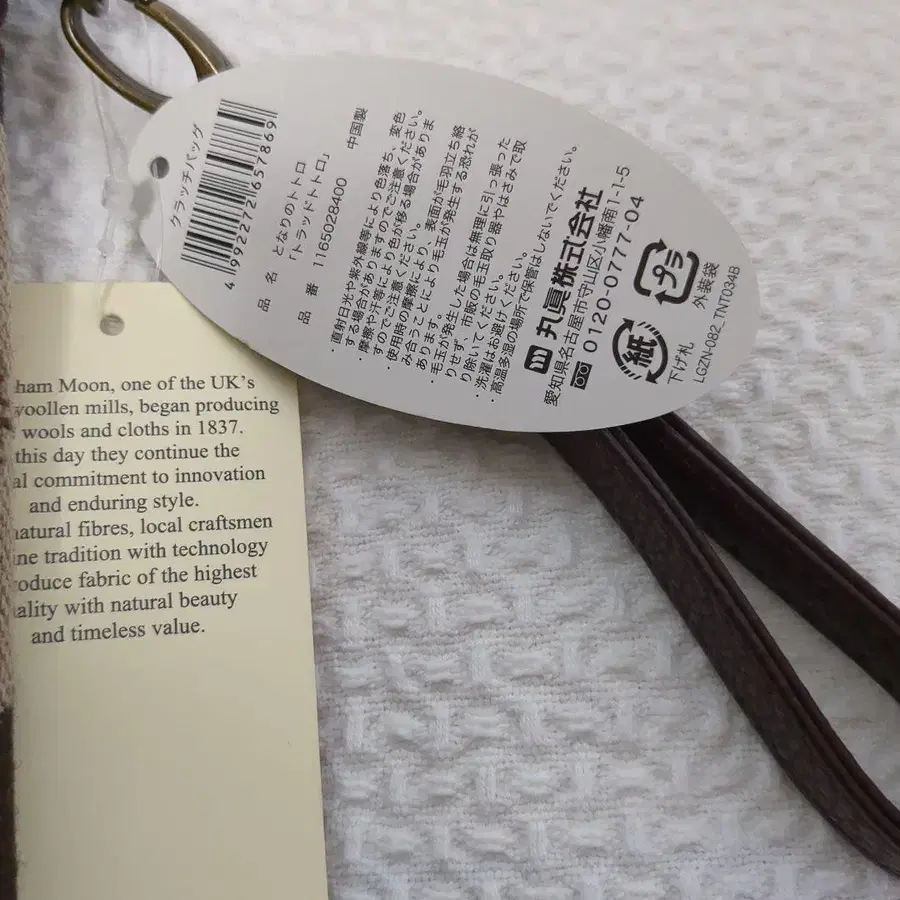 クラッチバッグ
4 992272 657869
品 名 となりのトトロ
「トラッドトトロ」
品 番 1165028400 中国製
・直射日光や紫外線等により色落ち、変色
する場合がありますのでご注意ください。
・摩擦や汗等により色が移る場合がありま
すのでご注意ください。
・使用時の摩擦により、表面が毛羽立ち絡
み合うことにより毛玉が発生する恐れが
あります。
・毛玉が発生した場合は無理に引っ張った
りせず、市販の毛玉取り器やはさみで取
り除いてください。
・洗濯はお避けください。
・高温多湿の場所で保管はしないでください。
丸眞株式会社
愛知県名古屋市守山区小幡南1-1-5
0120-0777-04
紙
下げ札
プラ
外装袋
LGZN-082_TNT034B
ham Moon, one of the UK's
woollen mills, began producing
wools and cloths in 1837.
this day they continue the
al commitment to innovation
and enduring style.
natural fibres, local craftsmen
ine tradition with technology
oduce fabric of the highest
ality with natural beauty
and timeless value.